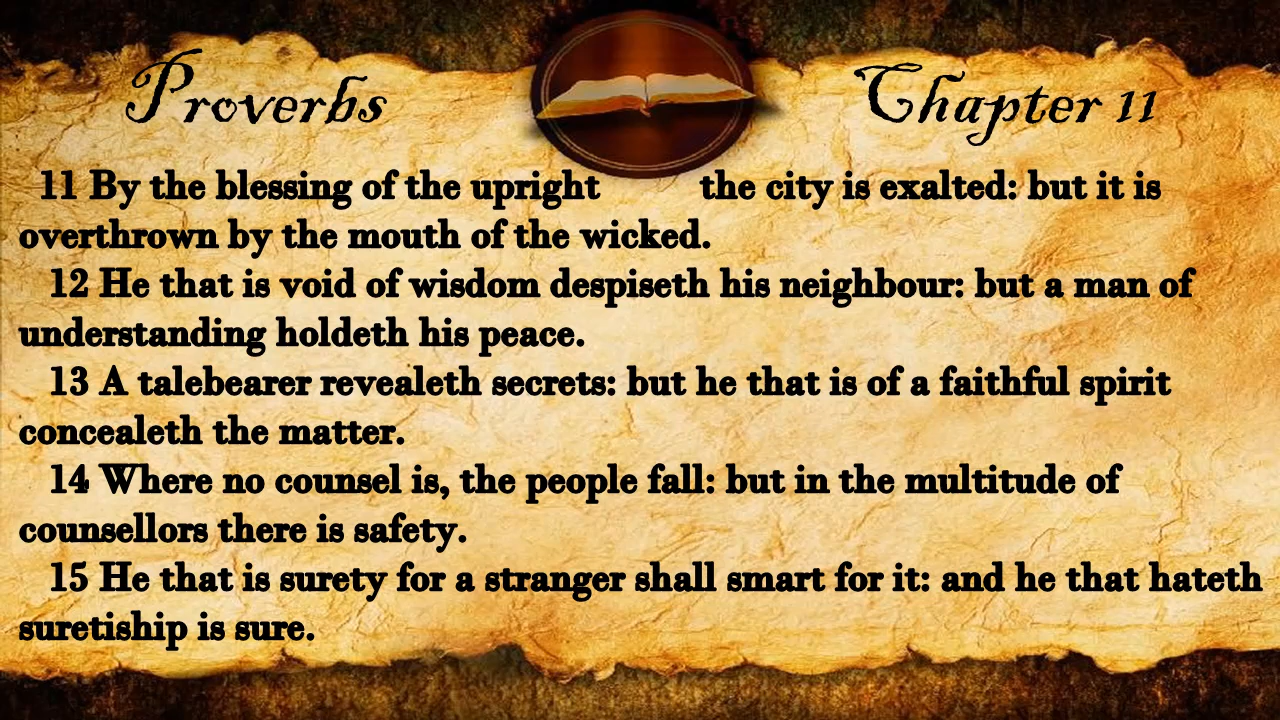 Proverbs Chapter 11
11 By the blessing of the upright the city is exalted: but it is
overthrown by the mouth of the wicked.
12 He that is void of wisdom despiseth his neighbour: but a man of
understanding holdeth his peace.
13 A talebearer revealeth secrets: but he that is of a faithful spirit
concealeth the matter.
14 Where no counsel is, the people fall: but in the multitude of
counsellors there is safety.
15 He that is surety for a stranger shall smart for it: and he that hateth
suretiship is sure.